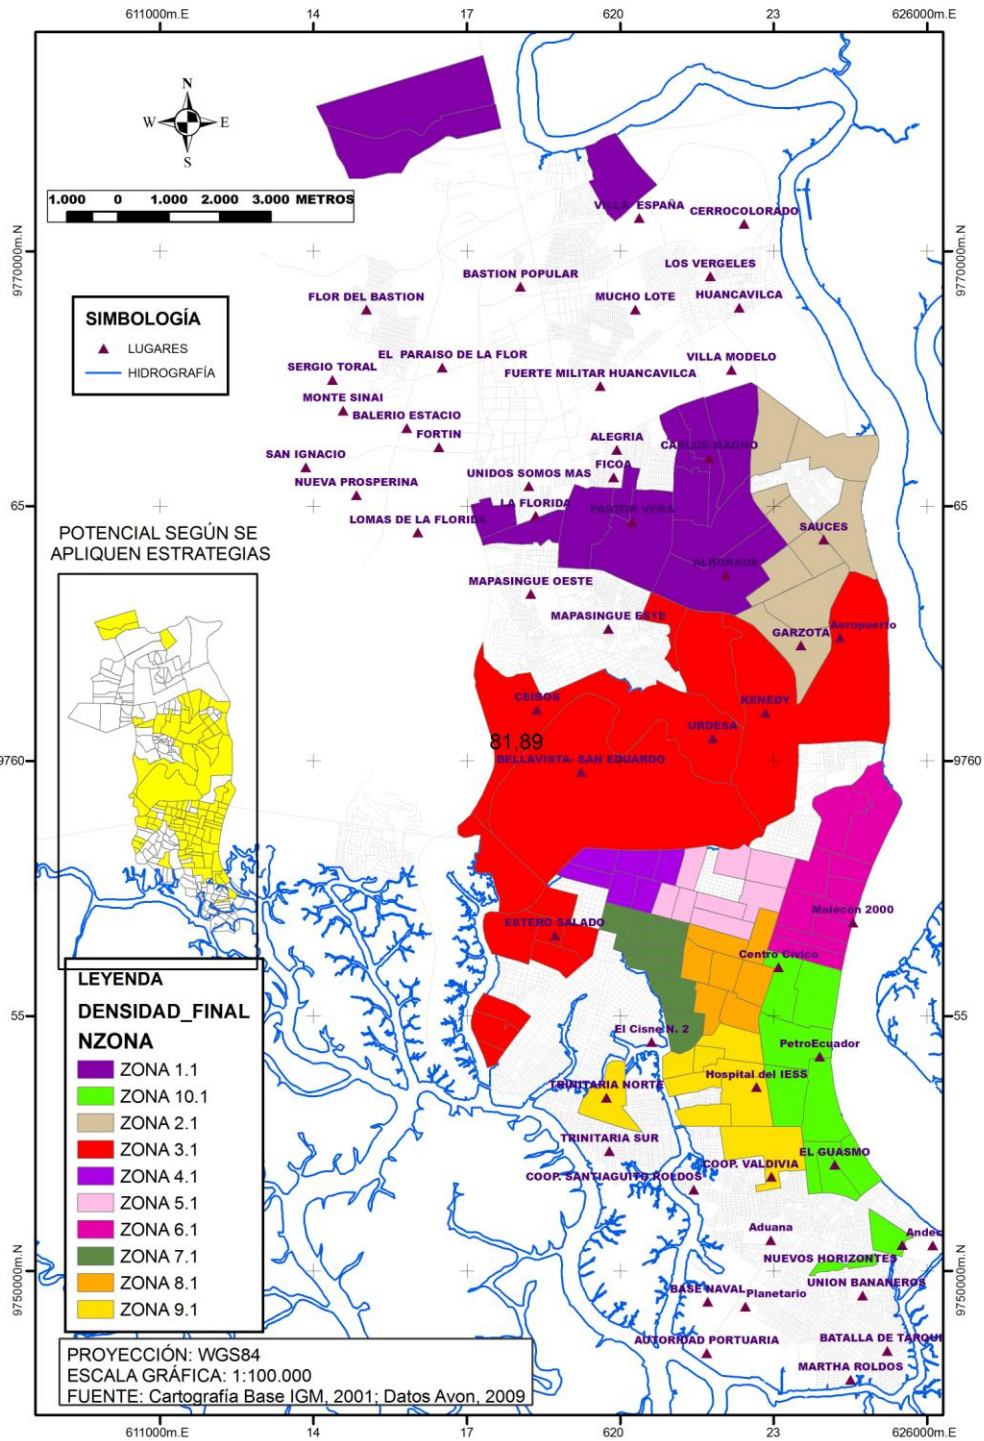 611000m.E 14 17 620 23 626000m.E
N
W E
S
1.000 0 1.000 2.000 3.000 METROS
VILLA ESPAÑA
CERROCOLORADO
9770000m.N
9770000m.N
LOS VERGELES
BASTION POPULAR
FLOR DEL BASTION
MUCHO LOTE
HUANCAVILCA
SIMBOLOGÍA
LUGARES
HIDROGRAFÍA
EL PARAISO DE LA FLOR
VILLA MODELO
SERGIO TORAL
FUERTE MILITAR HUANCAVILCA
MONTE SINAI
BALERIO ESTACIO
FORTIN
ALEGRIA
CARLOS MAGNO
SAN IGNACIO
FICOA
UNIDOS SOMOS MAS
NUEVA PROSPERINA
LA FLORIDA
PASTOR VERA
65
65
LOMAS DE LA FLORIDA
SAUCES
POTENCIAL SEGÚN SE
APLIQUEN ESTRATEGIAS
ALBORADA
MAPASINGUE OESTE
MAPASINGUE ESTE
GARZOTA
Aeropuerto
CEIBOS
KENEDY
URDESA
81,89
BELLAVISTA- SAN EDUARDO
9760
9760
ESTERO SALADO
Malecón 2000
Centro Cívico
LEYENDA
DENSIDAD_FINAL
NZONA
ZONA 1.1
ZONA 10.1
ZONA 2.1
ZONA 3.1
ZONA 4.1
ZONA 5.1
ZONA 6.1
ZONA 7.1
ZONA 8.1
ZONA 9.1
55
55
El Cisne N. 2
PetroEcuador
Hospital del IESS
TRINITARIA NORTE
TRINITARIA SUR
EL GUASMO
COOP. VALDIVIA
COOP. SANTIAGUITO ROLDOS
Aduana
Andec
NUEVOS HORIZONTES
9750000m.N
9750000m.N
UNION BANANEROS
BASE NAVAL
Planetario
AUTORIDAD PORTUARIA
BATALLA DE TARQUI
MARTHA ROLDOS
PROYECCIÓN: WGS84
ESCALA GRÁFICA: 1:100.000
FUENTE: Cartografía Base IGM, 2001; Datos Avon, 2009
611000m.E 14 17 620 23 626000m.E